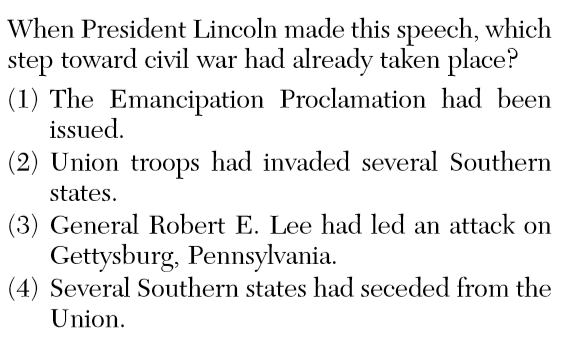 When President Lincoln made this speech, which
step toward civil war had already taken place?
(1) The Emancipation Proclamation had been
issued.
(2) Union troops had invaded several Southern
states.
(3) General Robert E. Lee had led an attack on
Gettysburg, Pennsylvania.
(4) Several Southern states had seceded from the
Union.